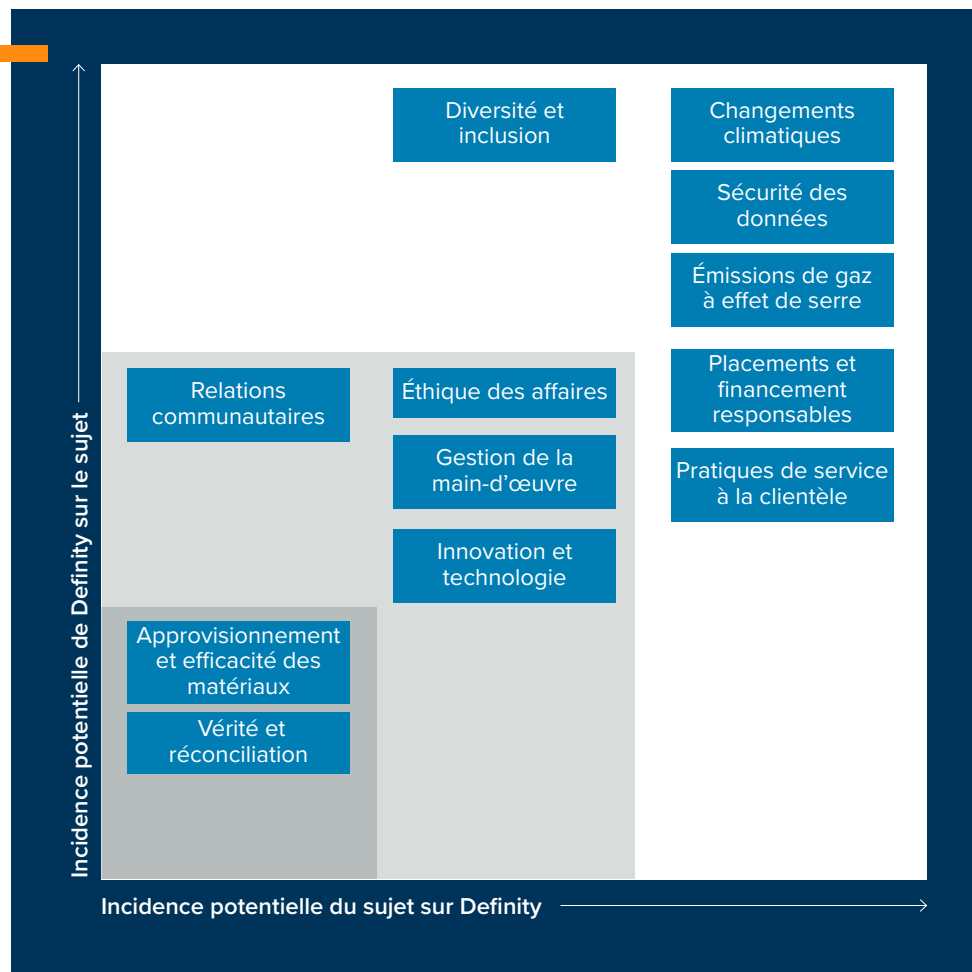 Diversité et
inclusion
Changements
climatiques
Sécurité des
données
Émissions de gaz
à effet de serre
Placements et
financement
responsables
Pratiques de service
à la clientèle
Relations
communautaires
Éthique des affaires
Gestion de la
main-d’œuvre
Innovation et
technologie
Approvisionnement
et efficacité des
matériaux
Vérité et
réconciliation
Incidence potentielle de Definity sur le sujet
Incidence potentielle du sujet sur Definity